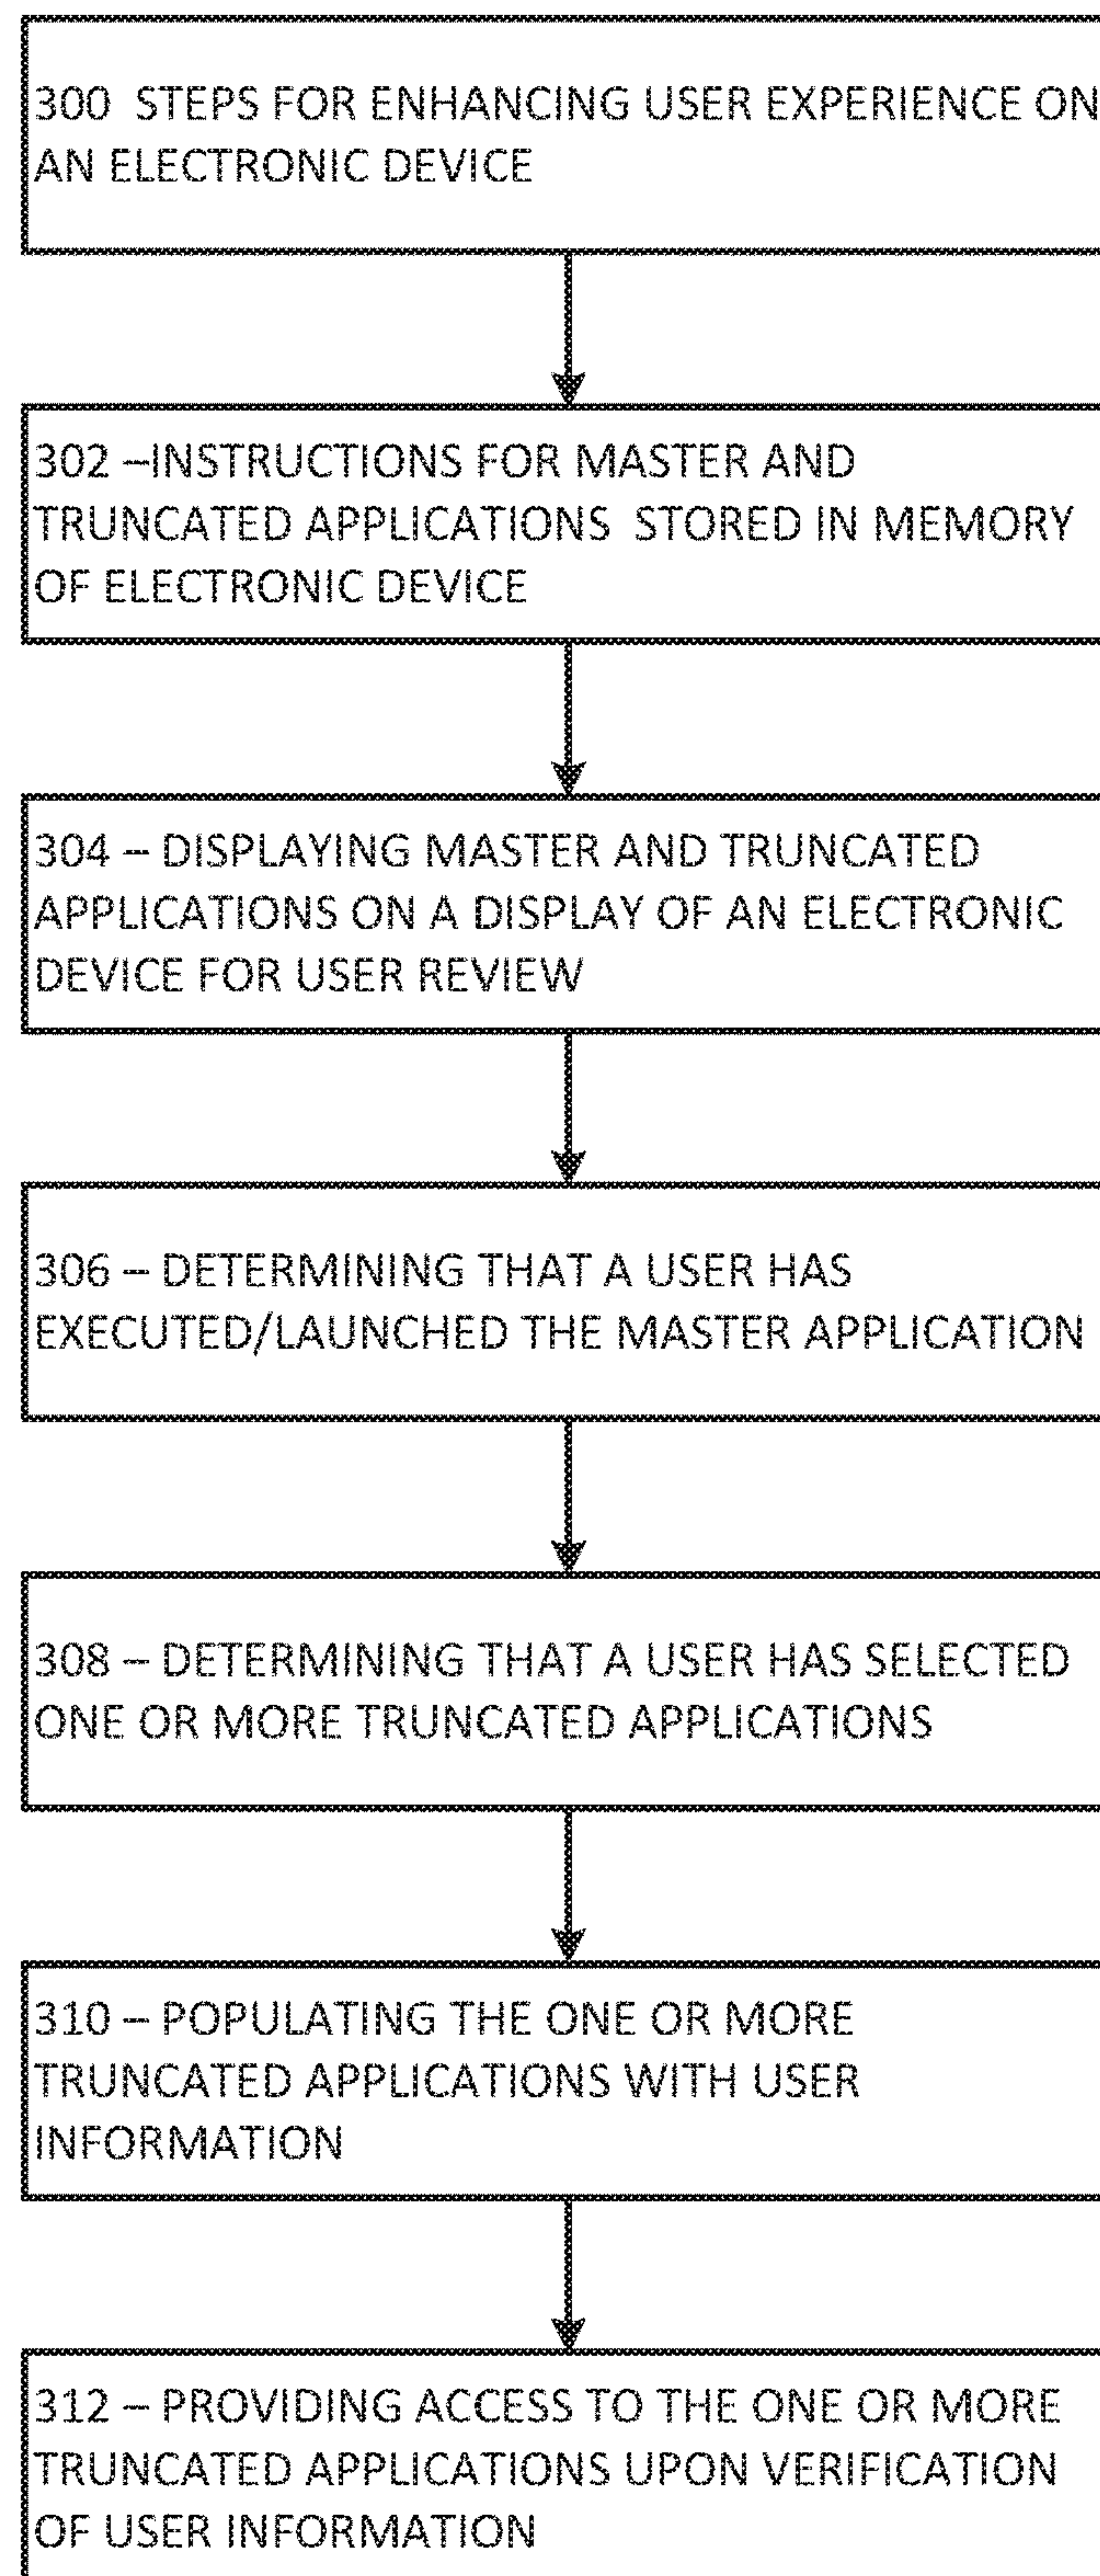 300  STEPS FOR ENHANCING USER EXPERIENCE ON
AN ELECTRONIC DEVICE
302 –INSTRUCTIONS FOR MASTER AND
TRUNCATED APPLICATIONS  STORED IN MEMORY
OF ELECTRONIC DEVICE
304 – DISPLAYING MASTER AND TRUNCATED
APPLICATIONS ON A DISPLAY OF AN ELECTRONIC
DEVICE FOR USER REVIEW
306 – DETERMINING THAT A USER HAS
EXECUTED/LAUNCHED THE MASTER APPLICATION
308 – DETERMINING THAT A USER HAS SELECTED
ONE OR MORE TRUNCATED APPLICATIONS
310 – POPULATING THE ONE OR MORE
TRUNCATED APPLICATIONS WITH USER
INFORMATION
312 – PROVIDING ACCESS TO THE ONE OR MORE
TRUNCATED APPLICATIONS UPON VERIFICATION
OF USER INFORMATION